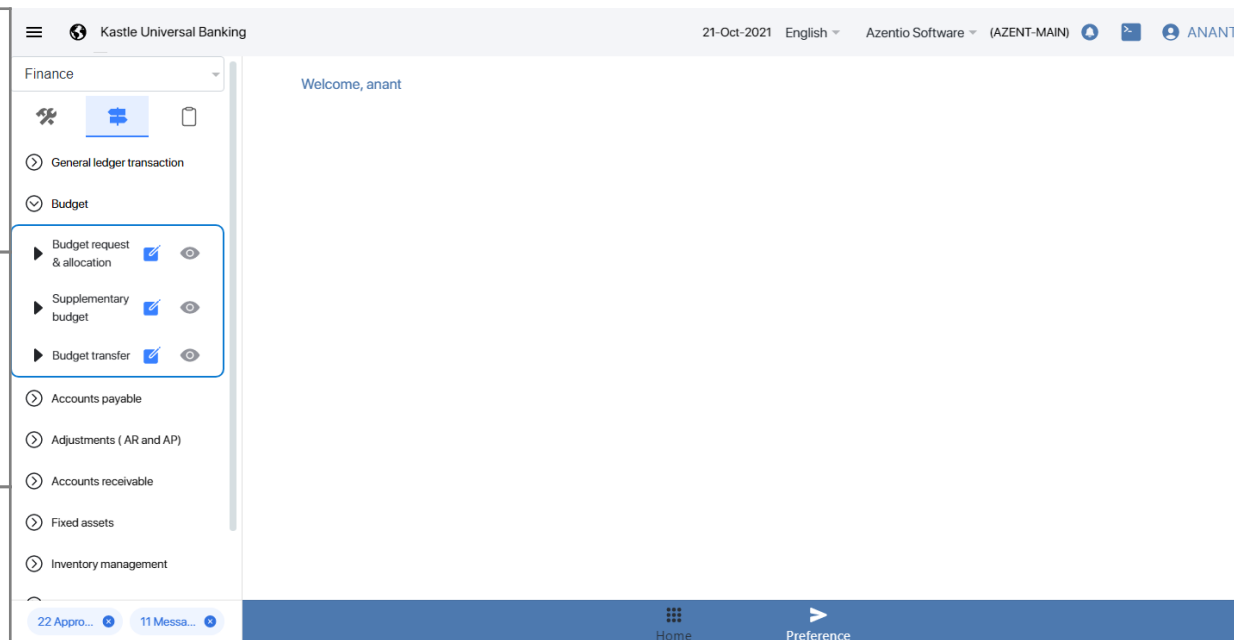 Kastle Universal Banking
21-Oct-2021 English Azentio Software (AZENT-MAIN) ANANT
Finance
Welcome, anant
General ledger transaction
Budget
Budget request
& allocation
Supplementary
budget
Budget transfer
Accounts payable
Adjustments ( AR and AP)
Accounts receivable
Fixed assets
Inventory management
22 Appro... 11 Messa...
Home Preference